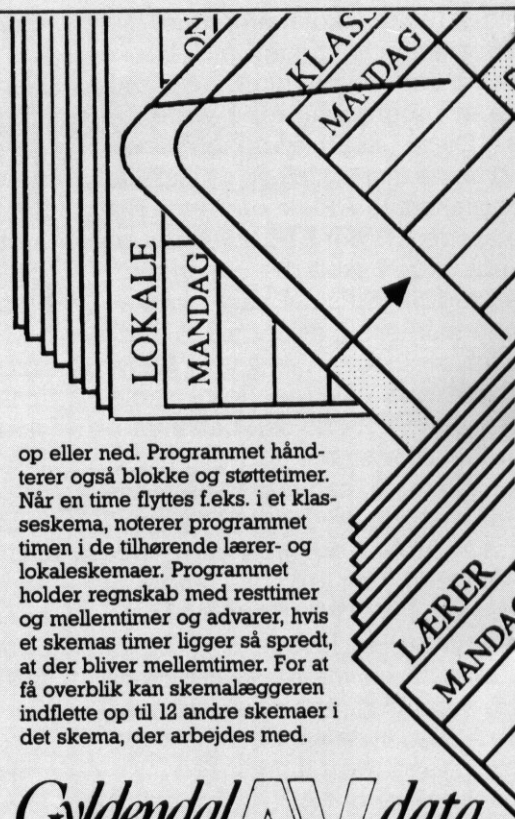 ON
KLASS
MANDAG
LOKALE
MANDAG
op eller ned. Programmet hånd-
terer også blokke og støttetimer.
Når en time flyttes f.eks. i et klas-
seskema, noterer programmet
timen i de tilhørende lærer- og
lokaleskemaer. Programmet
holder regnskab med resttimer
og mellemtimer og advarer, hvis
et skemas timer ligger så spredt,
at der bliver mellemtimer. For at
få overblik kan skemalæggeren
indflette op til 12 andre skemaer i
det skema, der arbejdes med.
LÆRER
MANDAG
Gyldendal AV data